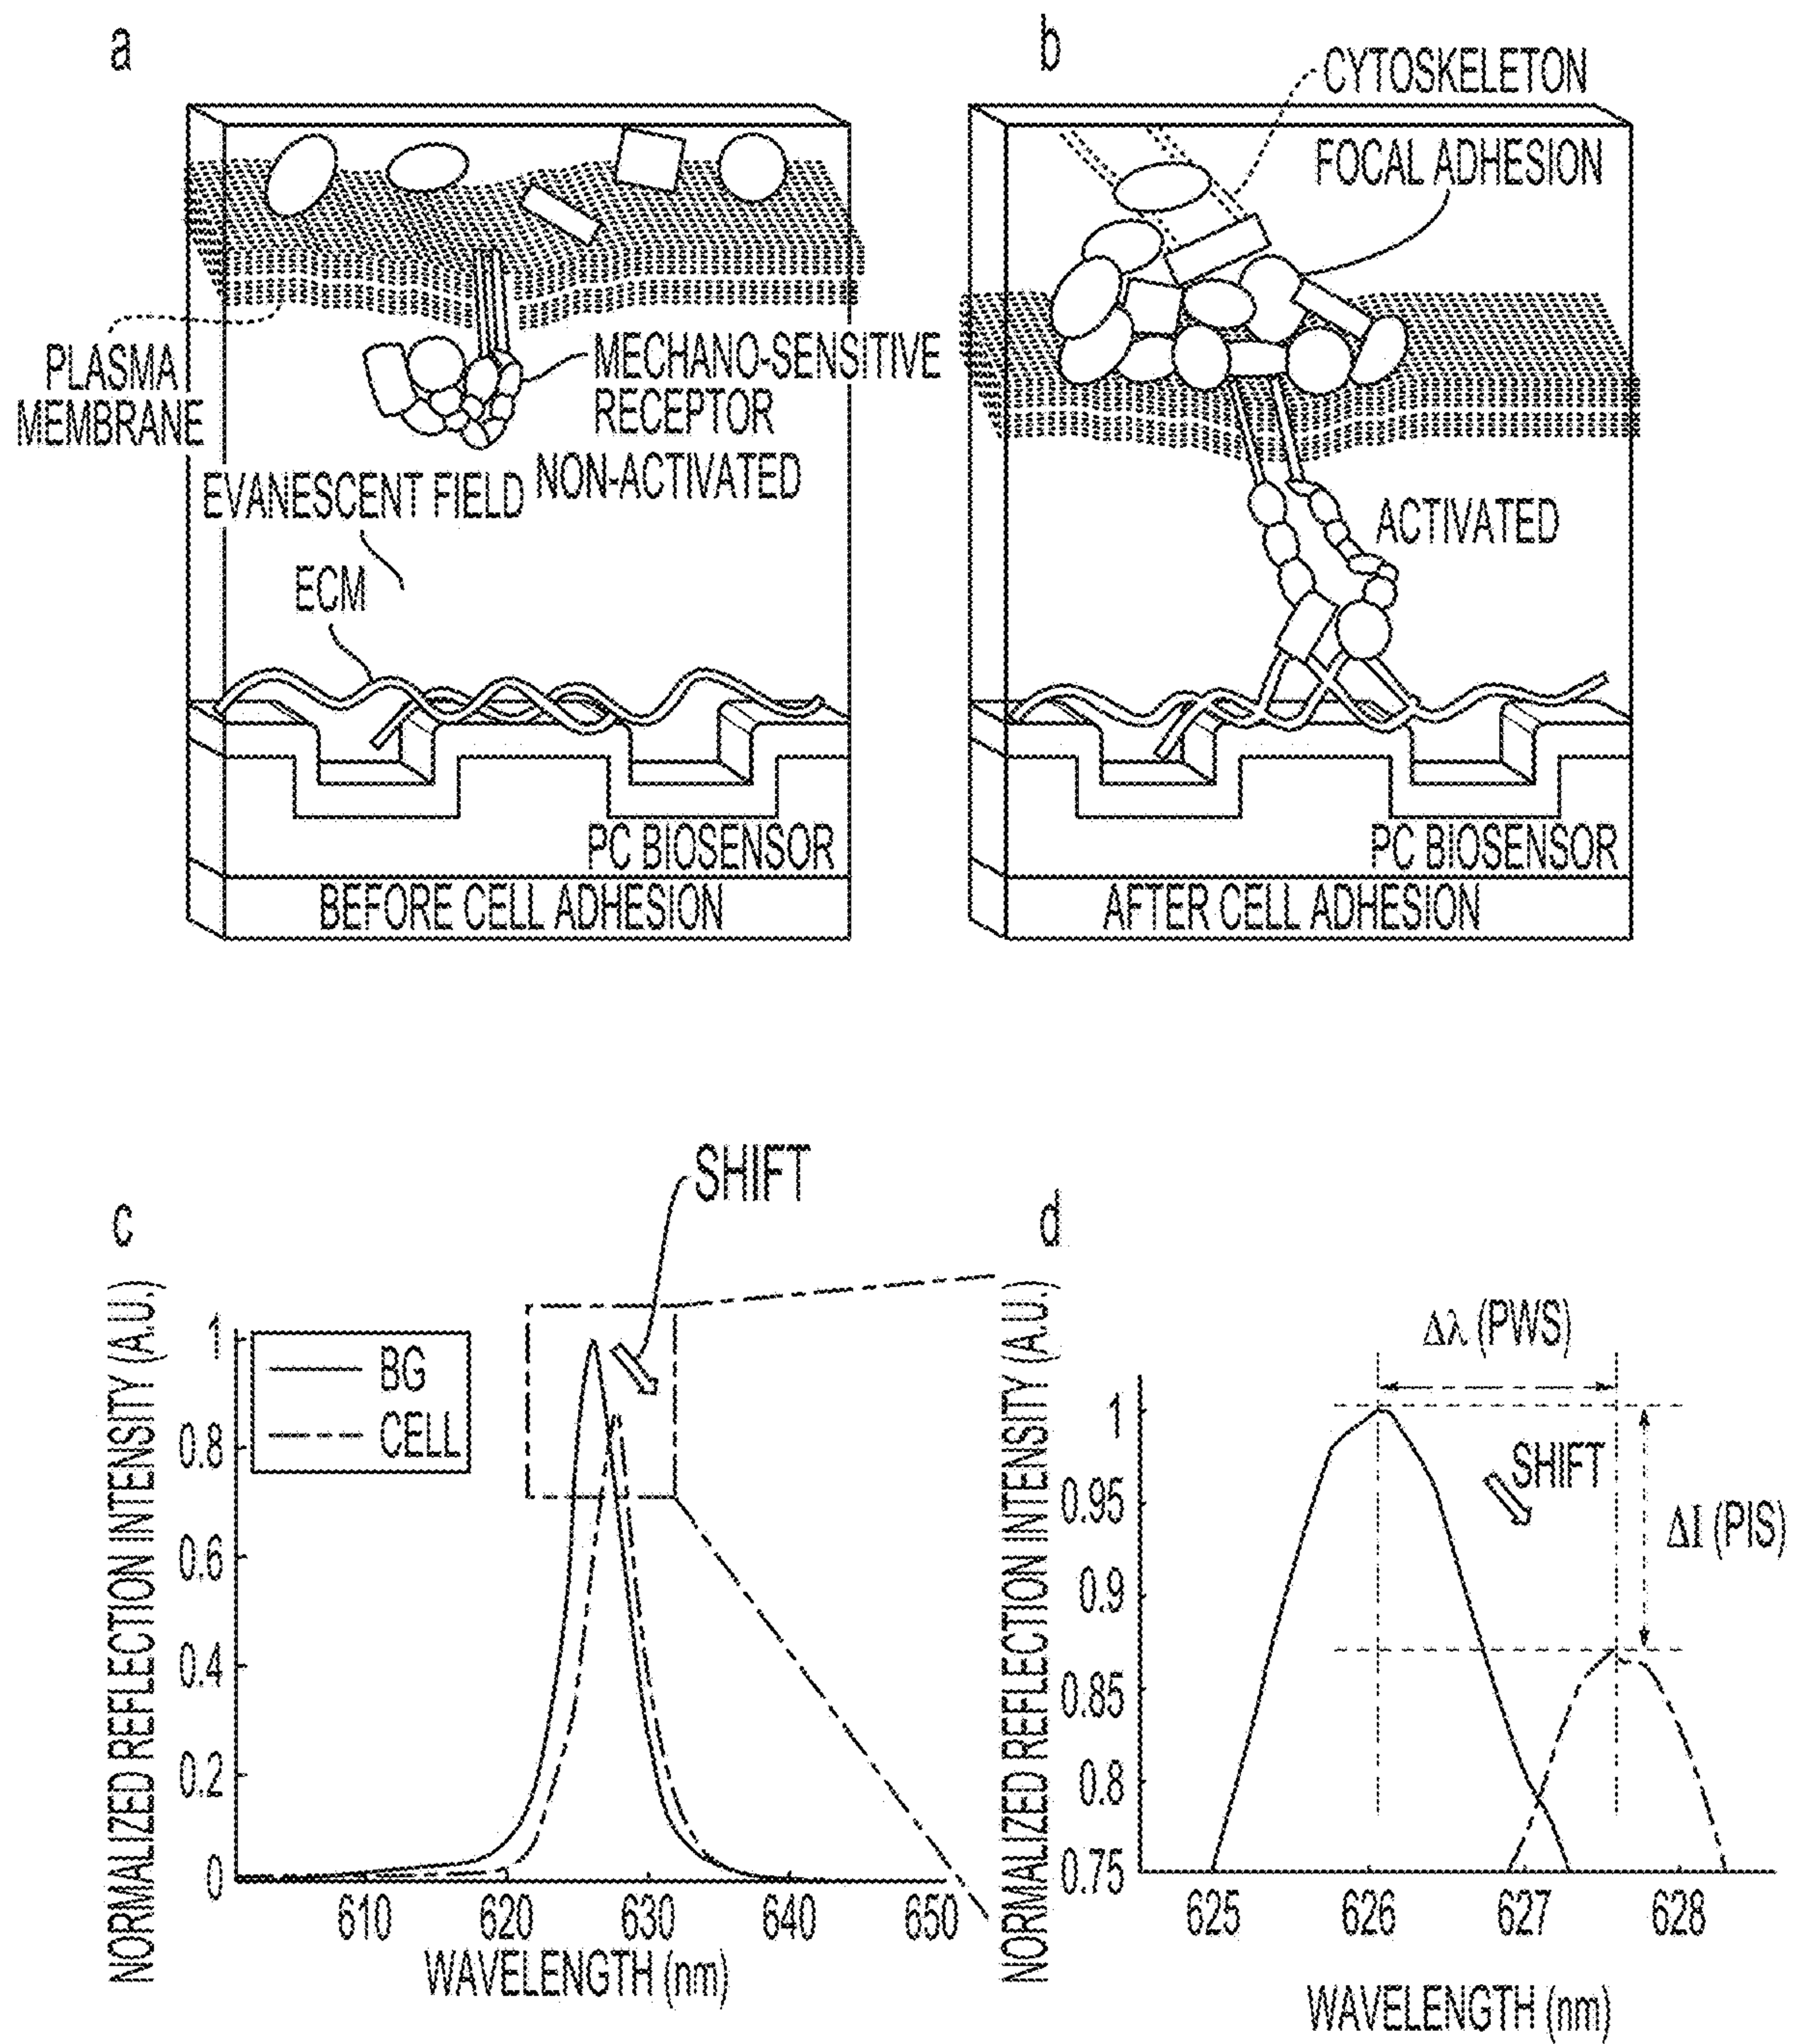 a
PLASMA
MEMBRANE
MECHANO-SENSITIVE
RECEPTOR
NON-ACTIVATED
EVANESCENT FIELD
ECM
PC BIOSENSOR
BEFORE CELL ADHESION
b
CYTOSKELETON
FOCAL ADHESION
ACTIVATED
PC BIOSENSOR
AFTER CELL ADHESION
c
SHIFT
NORMALIZED REFLECTION INTENSITY (A.U.)
BG
CELL
1
0.8
0.6
0.4
0.2
0
610 620 630 640 650
WAVELENGTH (nm)
d
NORMALIZED REFLECTION INTENSITY (A.U.)
Δλ (PWS)
SHIFT
ΔI (PIS)
1
0.95
0.9
0.85
0.8
0.75
625 626 627 628
WAVELENGTH (nm)